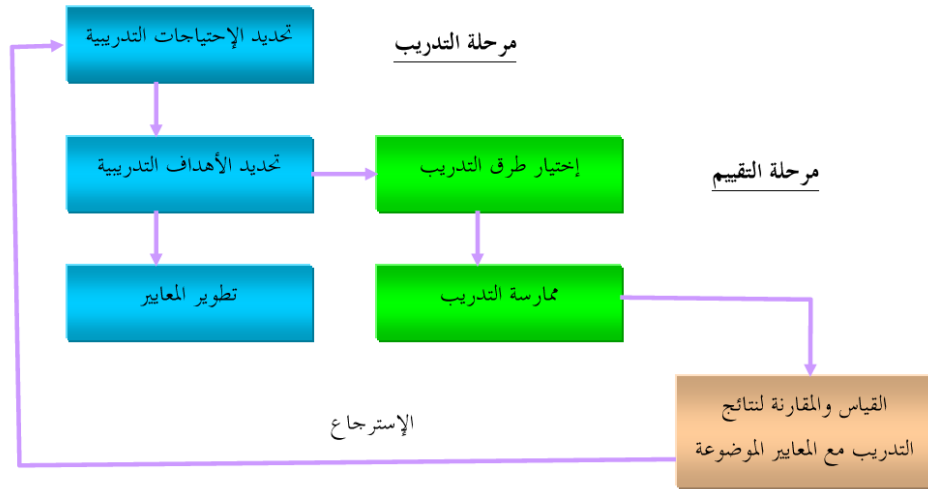 تحديد الإحتياجات التدريبية
مرحلة التدريب
تحديد الأهداف التدريبية
إختيار طرق التدريب
مرحلة التقييم
تطوير المعايير
ممارسة التدريب
القياس والمقارنة لنتائج
التدريب مع المعايير الموضوعة
الإسترجاع